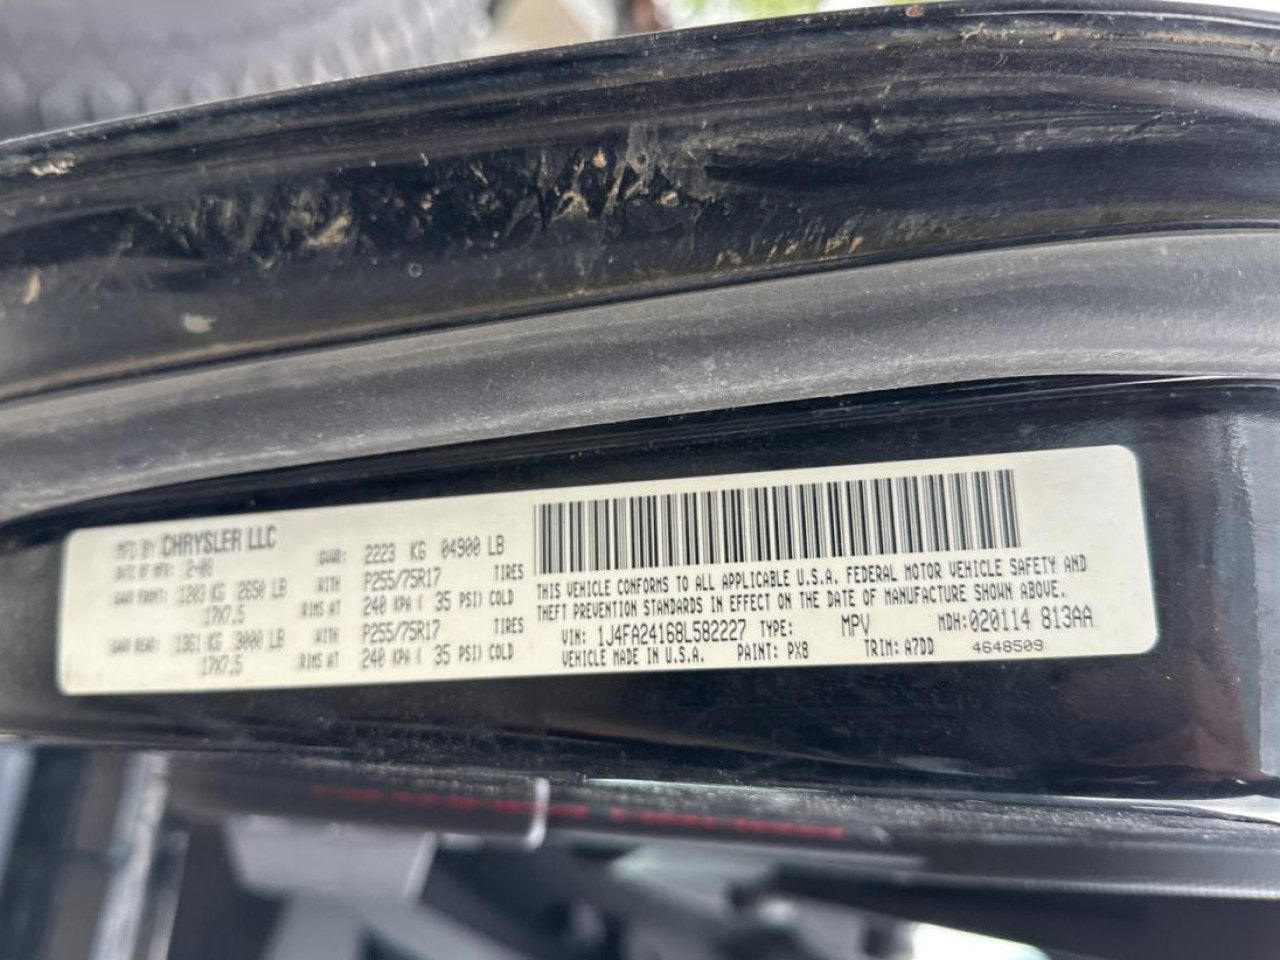 MFD BY CHRYSLER LLC
DATE OF MFR: 2-08 GVWR: 2223 KG 04900 LB
GAWR FRONT: 1203 KG 2650 LB WITH P255/75R17 TIRES
17X7.5 RIMS AT 240 KPA ( 35 PSI) COLD
GAWR REAR: 1361 KG 3000 LB WITH P255/75R17 TIRES
17X7.5 RIMS AT 240 KPA ( 35 PSI) COLD
THIS VEHICLE CONFORMS TO ALL APPLICABLE U.S.A. FEDERAL MOTOR VEHICLE SAFETY AND
THEFT PREVENTION STANDARDS IN EFFECT ON THE DATE OF MANUFACTURE SHOWN ABOVE.
VIN: 1J4FA24168L582227 TYPE: MPV MDH:020114 813AA
VEHICLE MADE IN U.S.A. PAINT: PX8 TRIM: A7DD 4648509